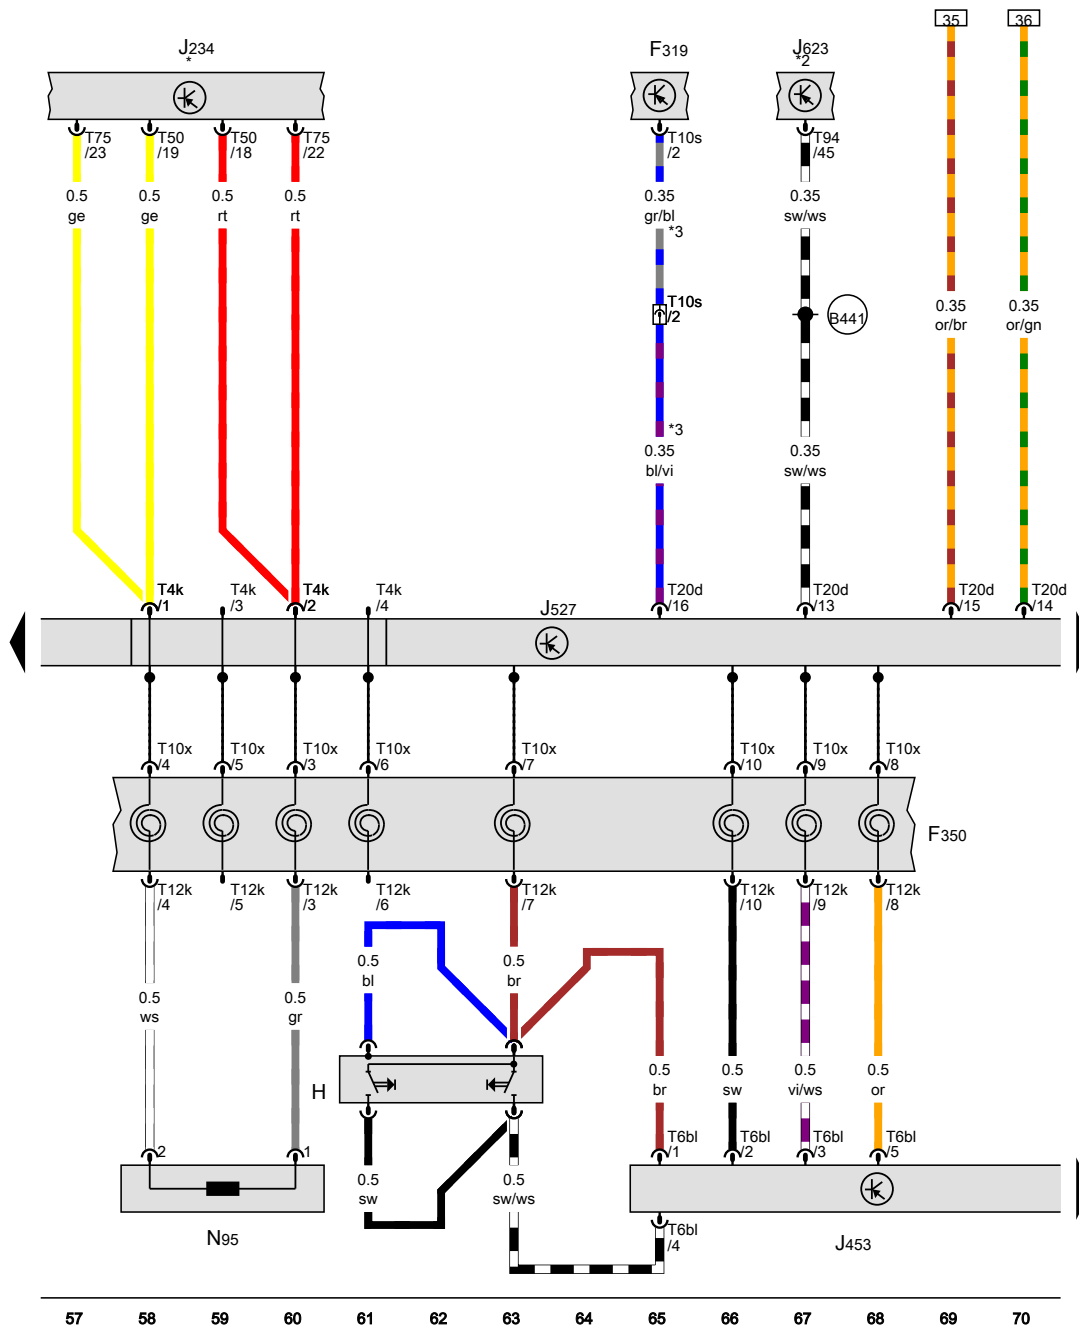 35 36
J234 F319 J623
* *2
T75 T50 T50 T75 T10s T94
/23 /19 /18 /22 /2 /45
0.5 0.5 0.5 0.5 0.35 0.35
ge ge rt rt gr/bl sw/ws
*3
T10s 0.35 0.35
/2 B441 or/br or/gn
*3
0.35 0.35
bl/vi sw/ws
T4k T4k T4k T4k T20d T20d T20d T20d
/1 /3 /2 /4 /16 /13 /15 /14
J527
T10x T10x T10x T10x T10x T10x T10x T10x
/4 /5 /3 /6 /7 /10 /9 /8
F350
T12k T12k T12k T12k T12k T12k T12k T12k
/4 /5 /3 /6 /7 /10 /9 /8
0.5 0.5
bl br
0.5 0.5
ws gr
H
0.5 0.5 0.5 0.5
br sw vi/ws or
2 1 T6bl T6bl T6bl T6bl
/1 /2 /3 /5
0.5 0.5
sw sw/ws
N95 T6bl J453
/4
57 58 59 60 61 62 63 64 65 66 67 68 69 70